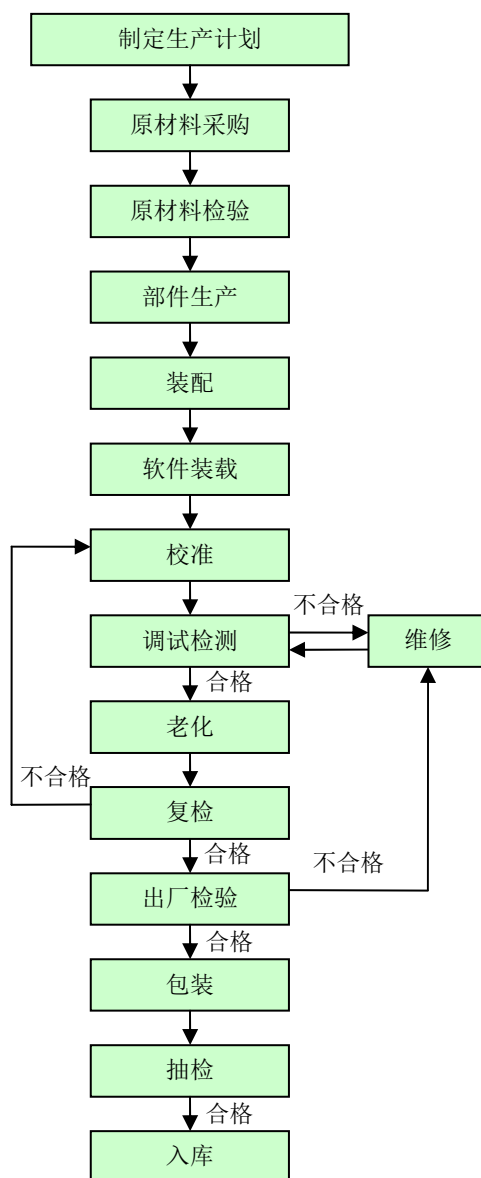 制定生产计划
原材料采购
原材料检验
部件生产
装配
软件装载
校准
不合格
调试检测
维修
合格
老化
不合格
复检
合格
不合格
出厂检验
合格
包装
抽检
合格
入库